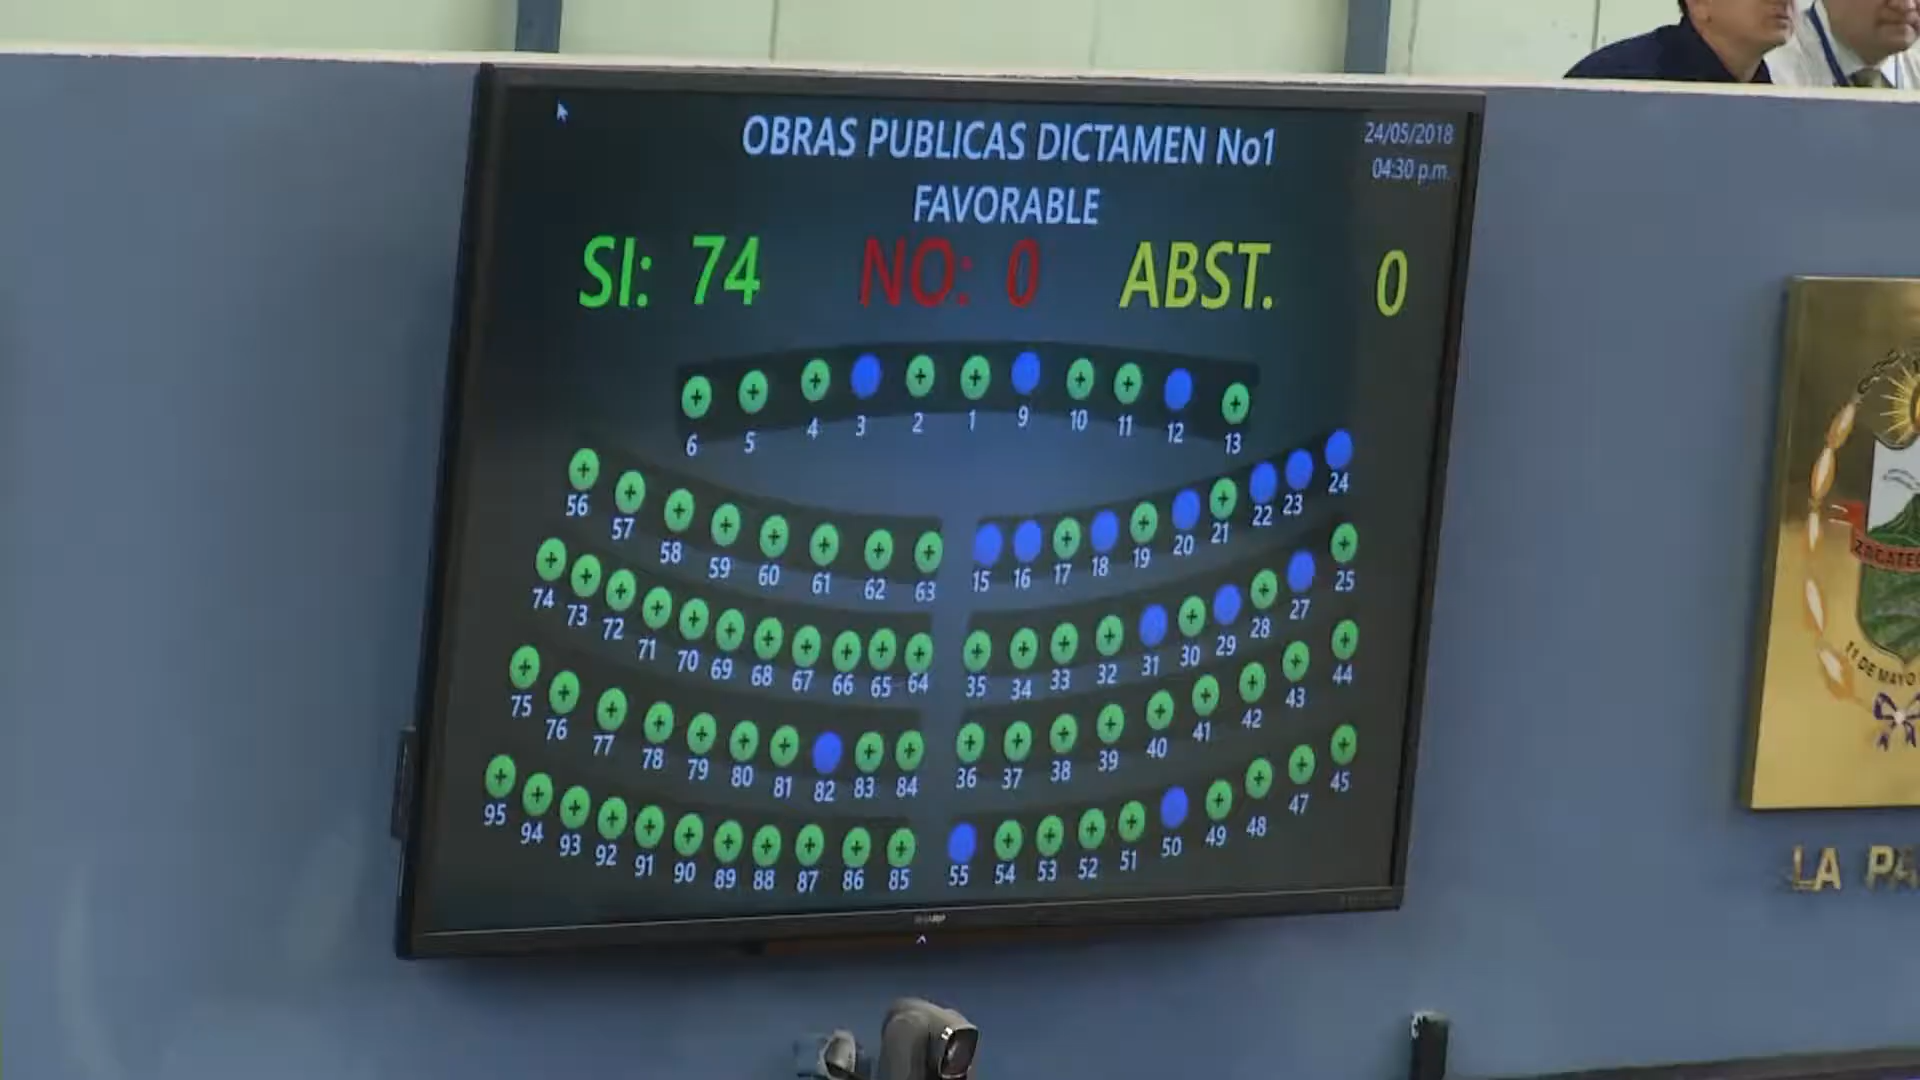 OBRAS PUBLICAS DICTAMEN No1
24/05/2018
04:30 p.m.
FAVORABLE
SI: 74 NO: 0 ABST. 0
6 5 4 3 2 1 9 10 11 12 13
56 57 58 59 60 61 62 63 15 16 17 18 19 20 21 22 23 24
74 73 72 71 70 69 68 67 66 65 64 35 34 33 32 31 30 29 28 27 25
75 76 77 78 79 80 81 82 83 84 36 37 38 39 40 41 42 43 44
95 94 93 92 91 90 89 88 87 86 85 55 54 53 52 51 50 49 48 47 45
SHARP
ZACATEC
11 DE MAYO
LA PA